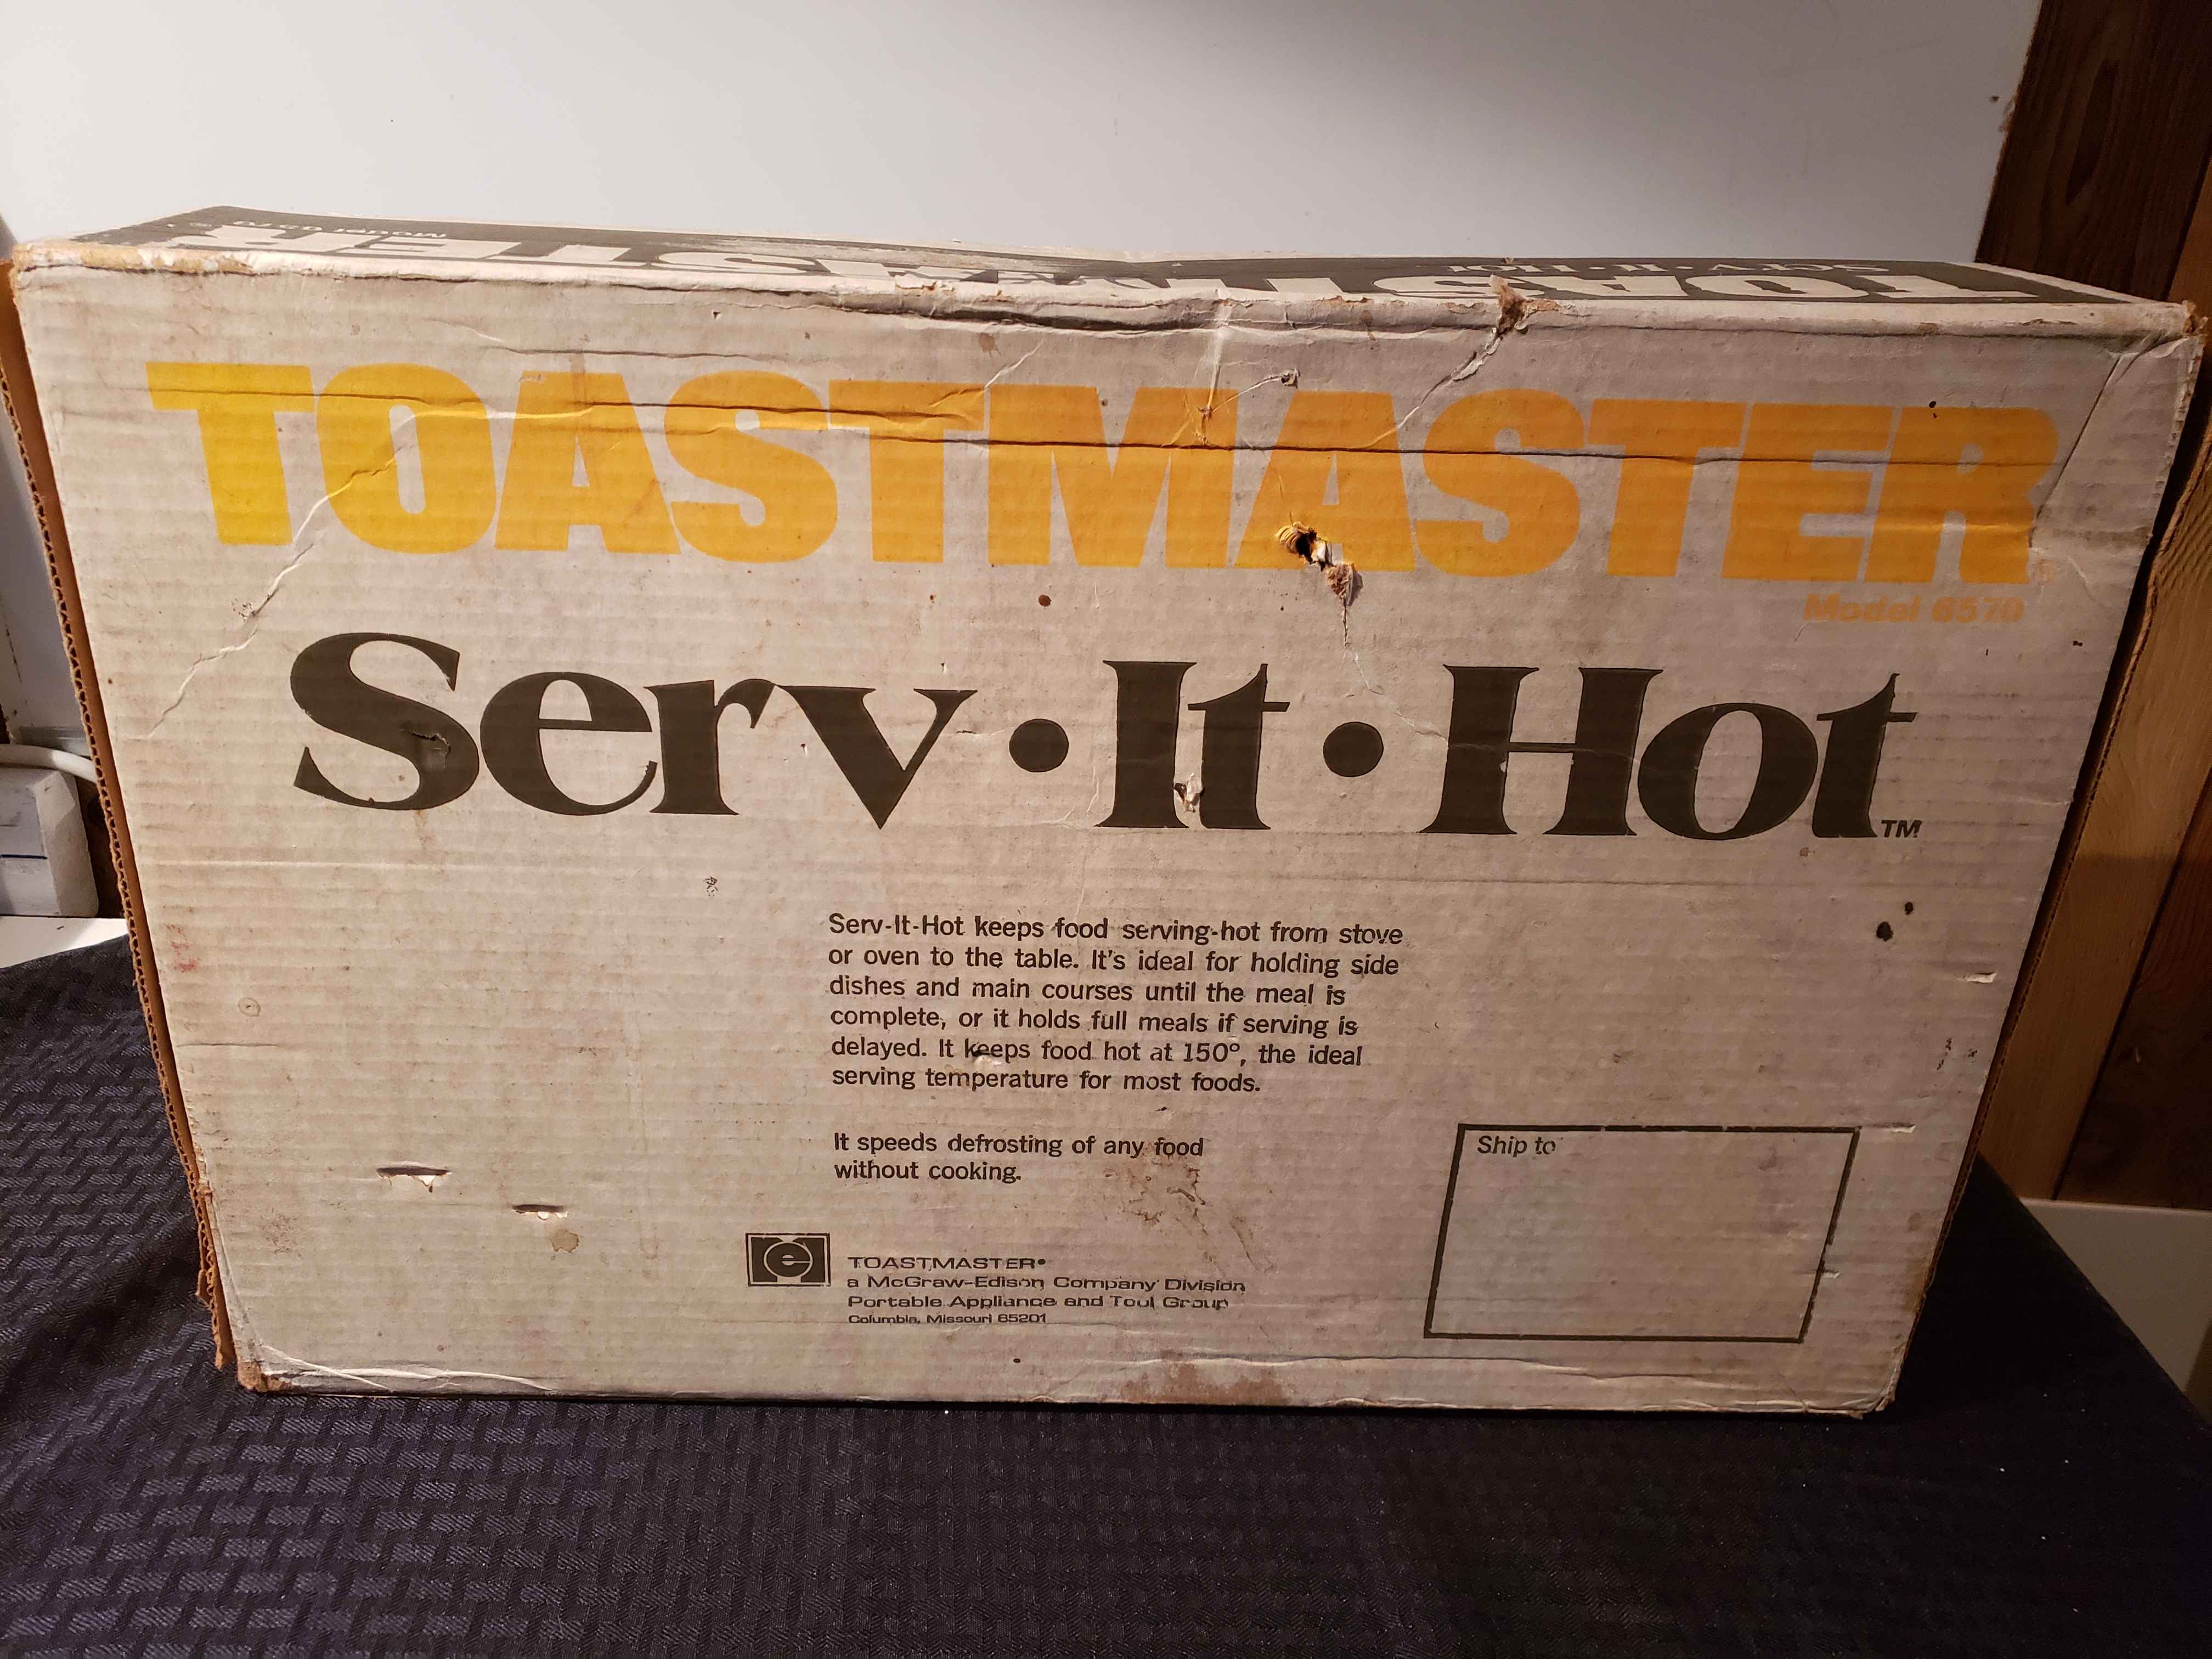 TOASTMASTER
Model 6570
Serv•It•Hot™
Serv-It-Hot keeps food serving-hot from stove
or oven to the table. It's ideal for holding side
dishes and main courses until the meal is
complete, or it holds full meals if serving is
delayed. It keeps food hot at 150°, the ideal
serving temperature for most foods.
It speeds defrosting of any food
without cooking.
Ship to
TOASTMASTER®
a McGraw-Edison Company Division
Portable Appliance and Tool Group
Columbia, Missouri 65201